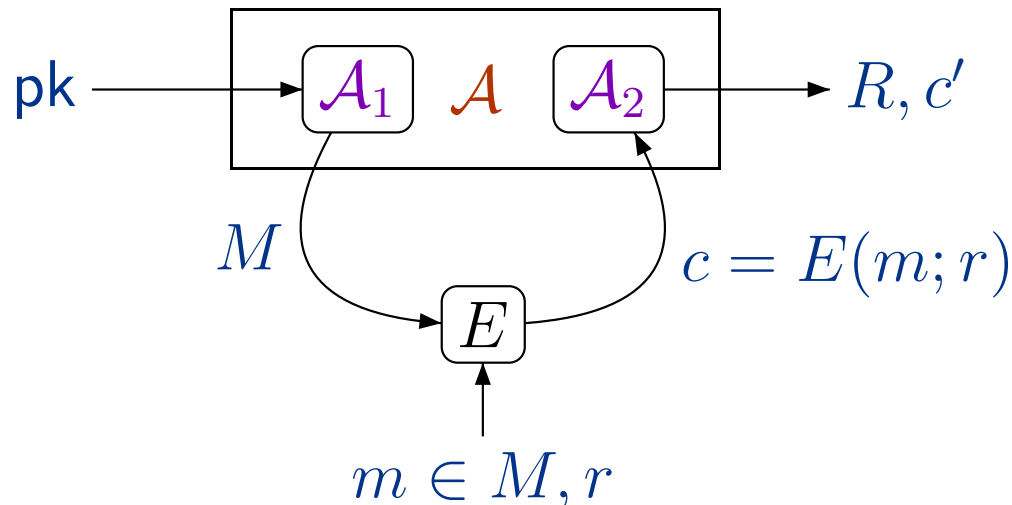 pk
𝒜₁
𝒜
𝒜₂
R, c′
M
c = E(m; r)
E
m ∈ M, r